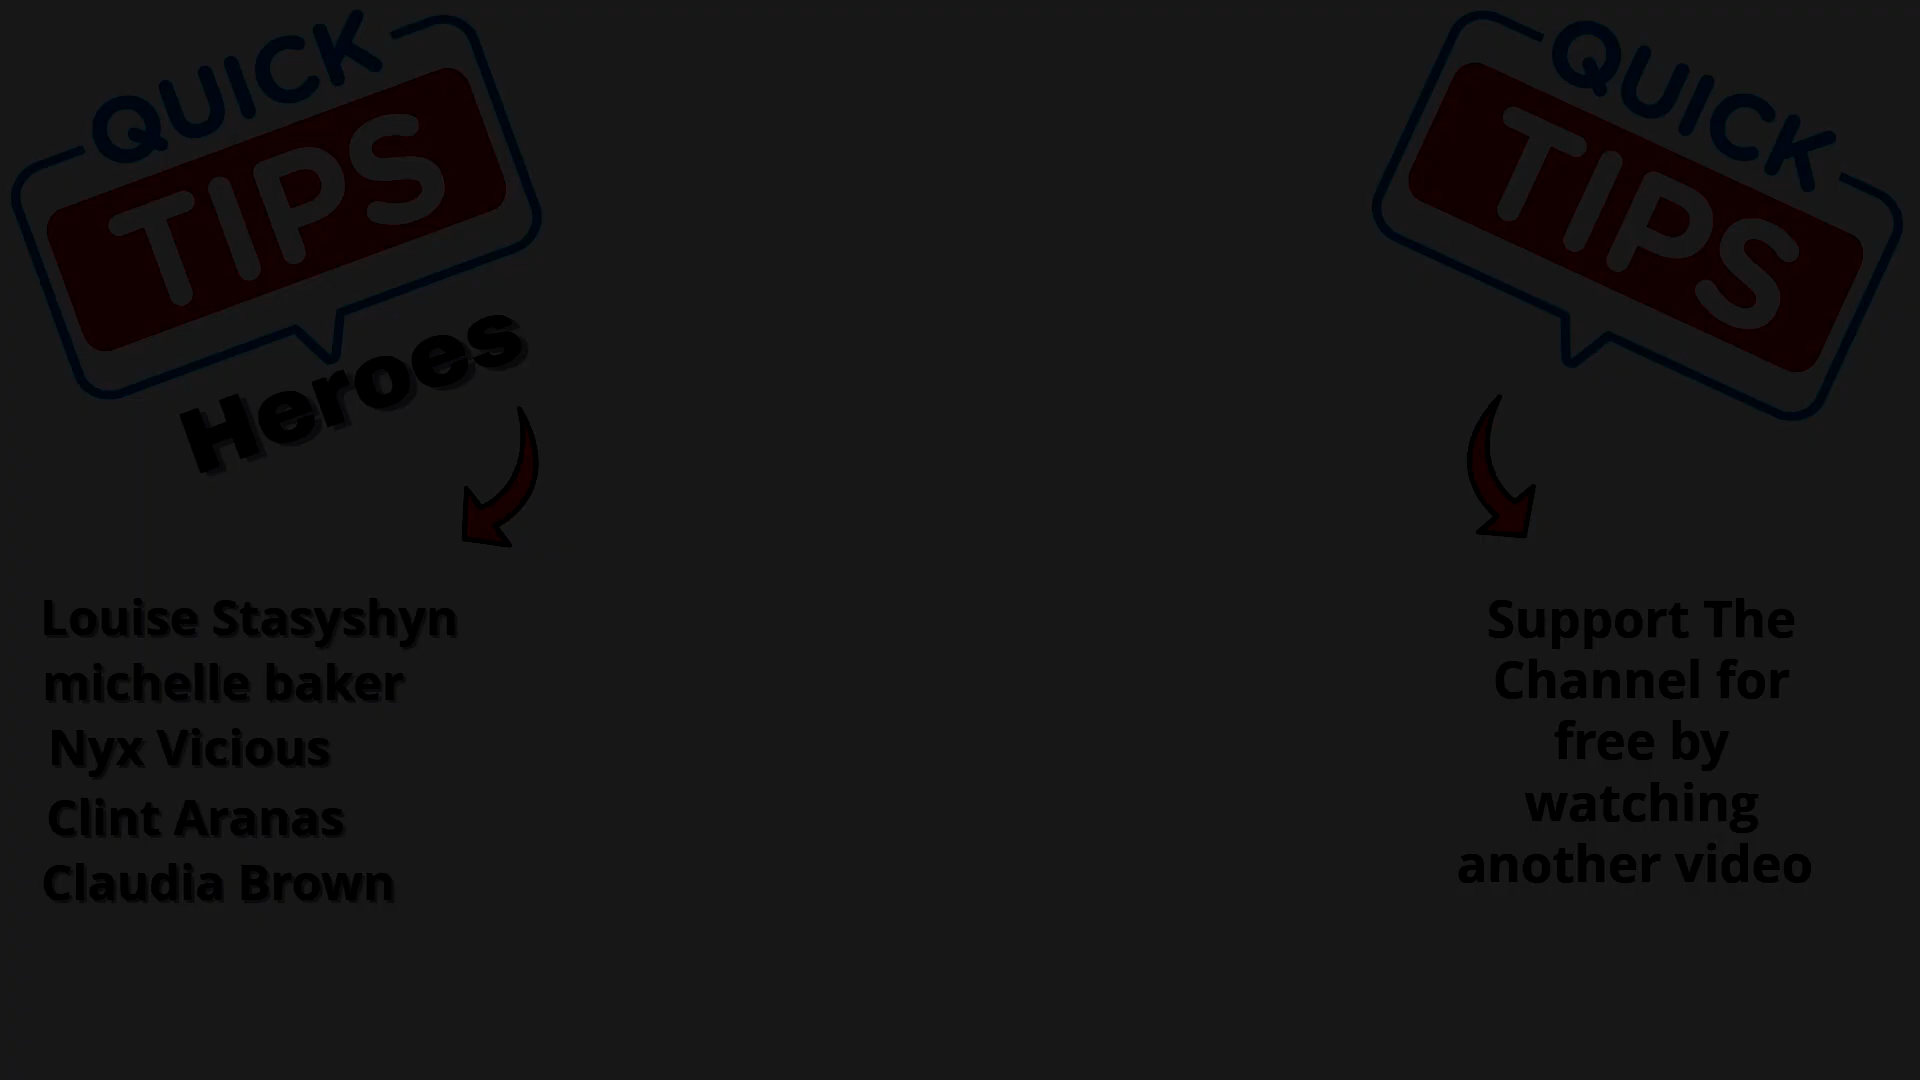 QUICK
TIPS
Heroes
Louise Stasyshyn
michelle baker
Nyx Vicious
Clint Aranas
Claudia Brown
QUICK
TIPS
Support The
Channel for
free by
watching
another video